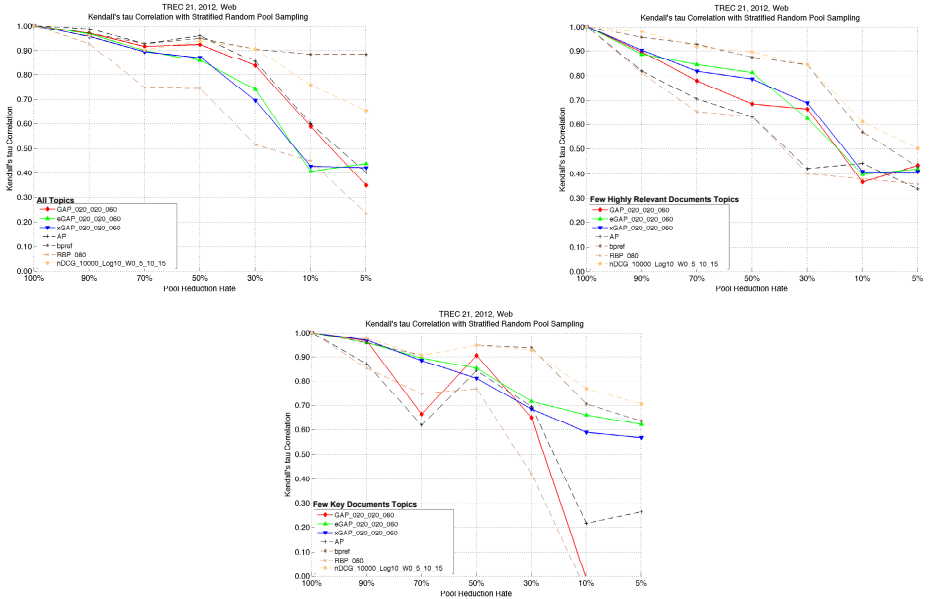 TREC 21, 2012, Web
Kendall's tau Correlation with Stratified Random Pool Sampling
1.00
0.90
0.80
0.70
0.60
0.50
0.40
0.30
0.20
0.10
0.00
Kendall's tau Correlation
All Topics
GAP_020_020_060
eGAP_020_020_060
xGAP_020_020_060
AP
bpref
RBP_080
nDCG_10000_Log10_W0_5_10_15
100% 90% 70% 50% 30% 10% 5%
Pool Reduction Rate
TREC 21, 2012, Web
Kendall's tau Correlation with Stratified Random Pool Sampling
1.00
0.90
0.80
0.70
0.60
0.50
0.40
0.30
0.20
0.10
0.00
Kendall's tau Correlation
Few Highly Relevant Documents Topics
GAP_020_020_060
eGAP_020_020_060
xGAP_020_020_060
AP
bpref
RBP_080
nDCG_10000_Log10_W0_5_10_15
100% 90% 70% 50% 30% 10% 5%
Pool Reduction Rate
TREC 21, 2012, Web
Kendall's tau Correlation with Stratified Random Pool Sampling
1.00
0.90
0.80
0.70
0.60
0.50
0.40
0.30
0.20
0.10
0.00
Kendall's tau Correlation
Few Key Documents Topics
GAP_020_020_060
eGAP_020_020_060
xGAP_020_020_060
AP
bpref
RBP_080
nDCG_10000_Log10_W0_5_10_15
100% 90% 70% 50% 30% 10% 5%
Pool Reduction Rate